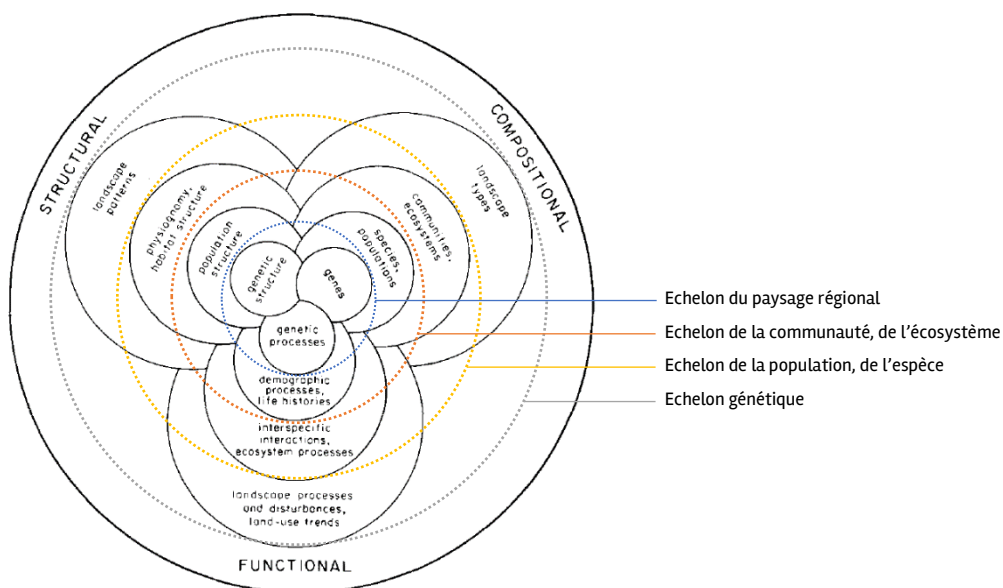 STRUCTURAL
COMPOSITIONAL
FUNCTIONAL
landscape
patterns
physiognomy,
habitat structure
population
structure
genetic
structure
landscape
types
communities,
ecosystems
species,
populations
genes
genetic
processes
demographic
processes,
life histories
interspecific
interactions,
ecosystem processes
landscape processes
and disturbances,
land-use trends
Echelon du paysage régional
Echelon de la communauté, de l'écosystème
Echelon de la population, de l'espèce
Echelon génétique